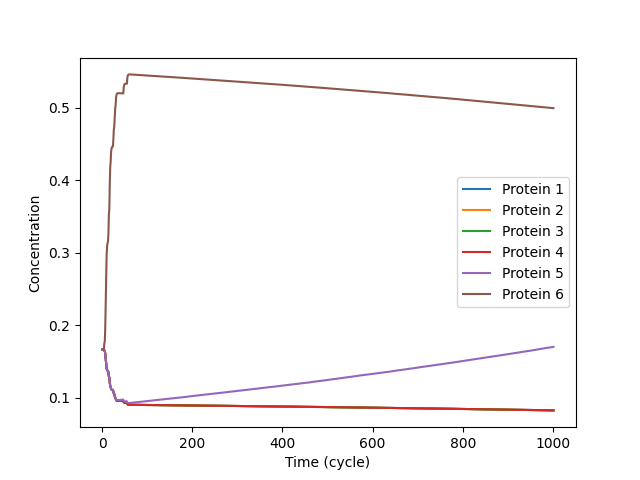 0.5
0.4
0.3
0.2
0.1
Concentration
Protein 1
Protein 2
Protein 3
Protein 4
Protein 5
Protein 6
0 200 400 600 800 1000
Time (cycle)